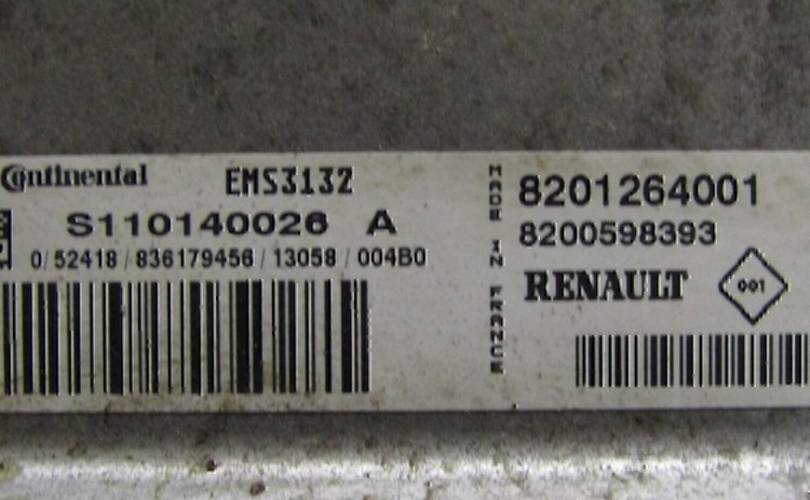 Continental EMS3132
S110140026 A
0/52418/836179456/13058/004B0
MADE IN FRANCE
8201264001
8200598393
RENAULT 001